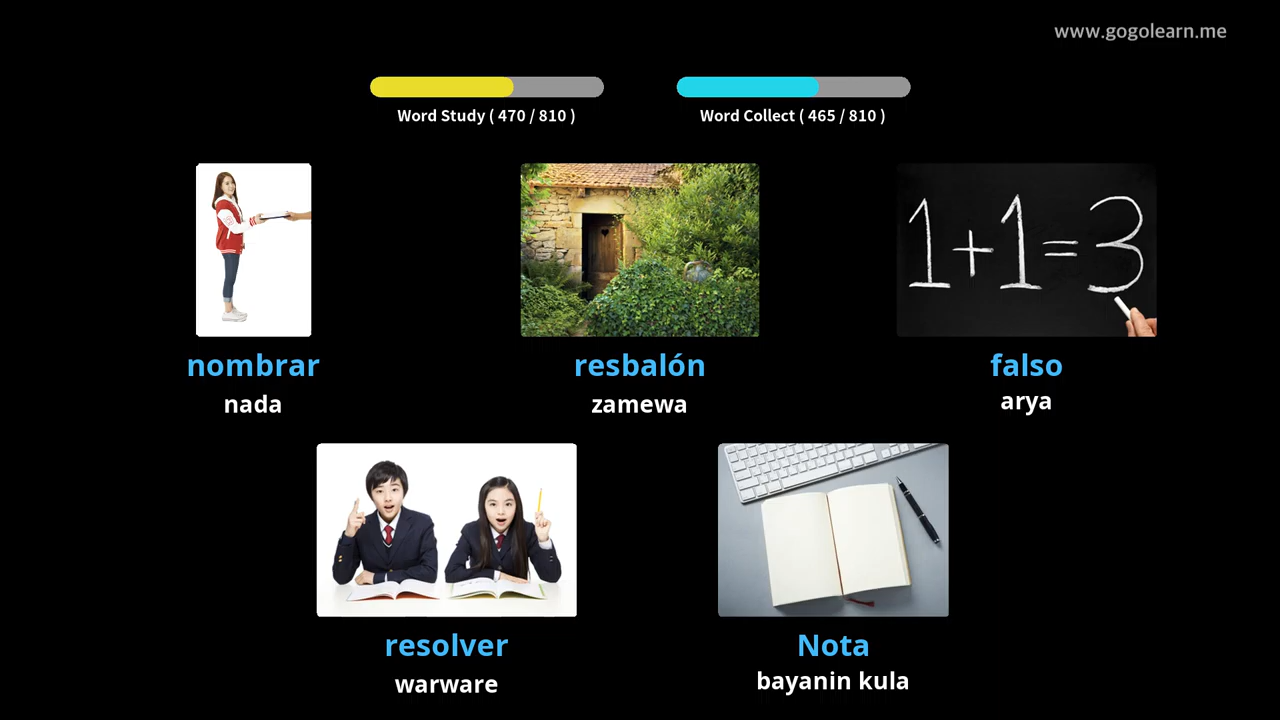 www.gogolearn.me
Word Study ( 470 / 810 )
Word Collect ( 465 / 810 )
1+1=3
nombrar
nada
resbalón
zamewa
falso
arya
resolver
warware
Nota
bayanin kula